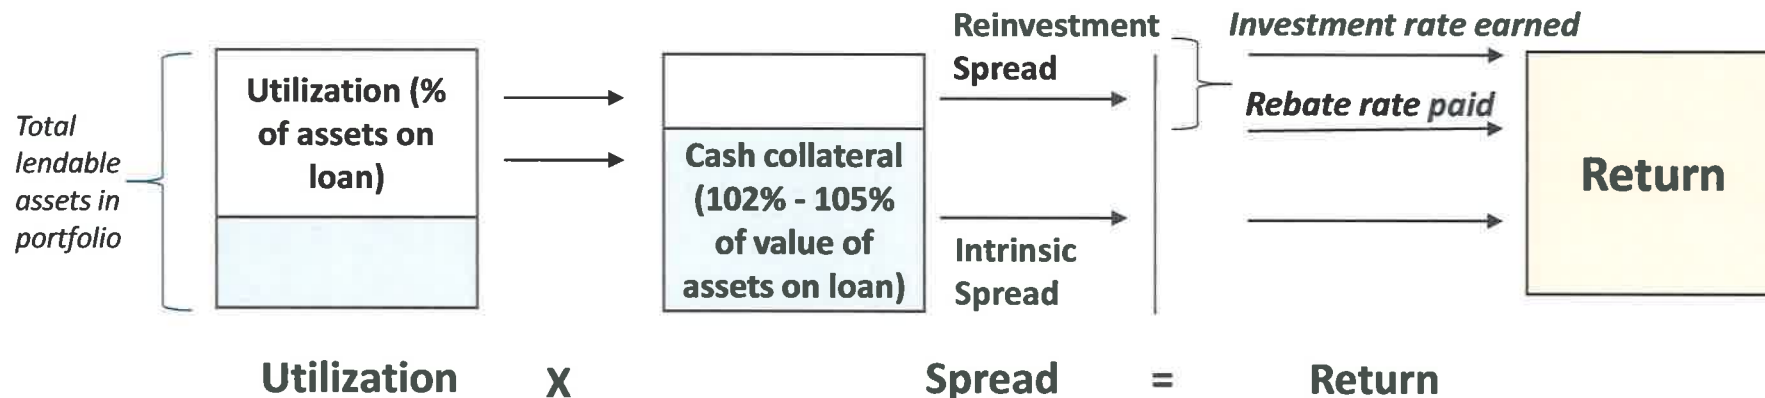 Total
lendable
assets in
portfolio
Utilization (%
of assets on
loan)
Cash collateral
(102% - 105%
of value of
assets on loan)
Reinvestment
Spread
Intrinsic
Spread
Investment rate earned
Rebate rate paid
Return
Utilization X Spread = Return